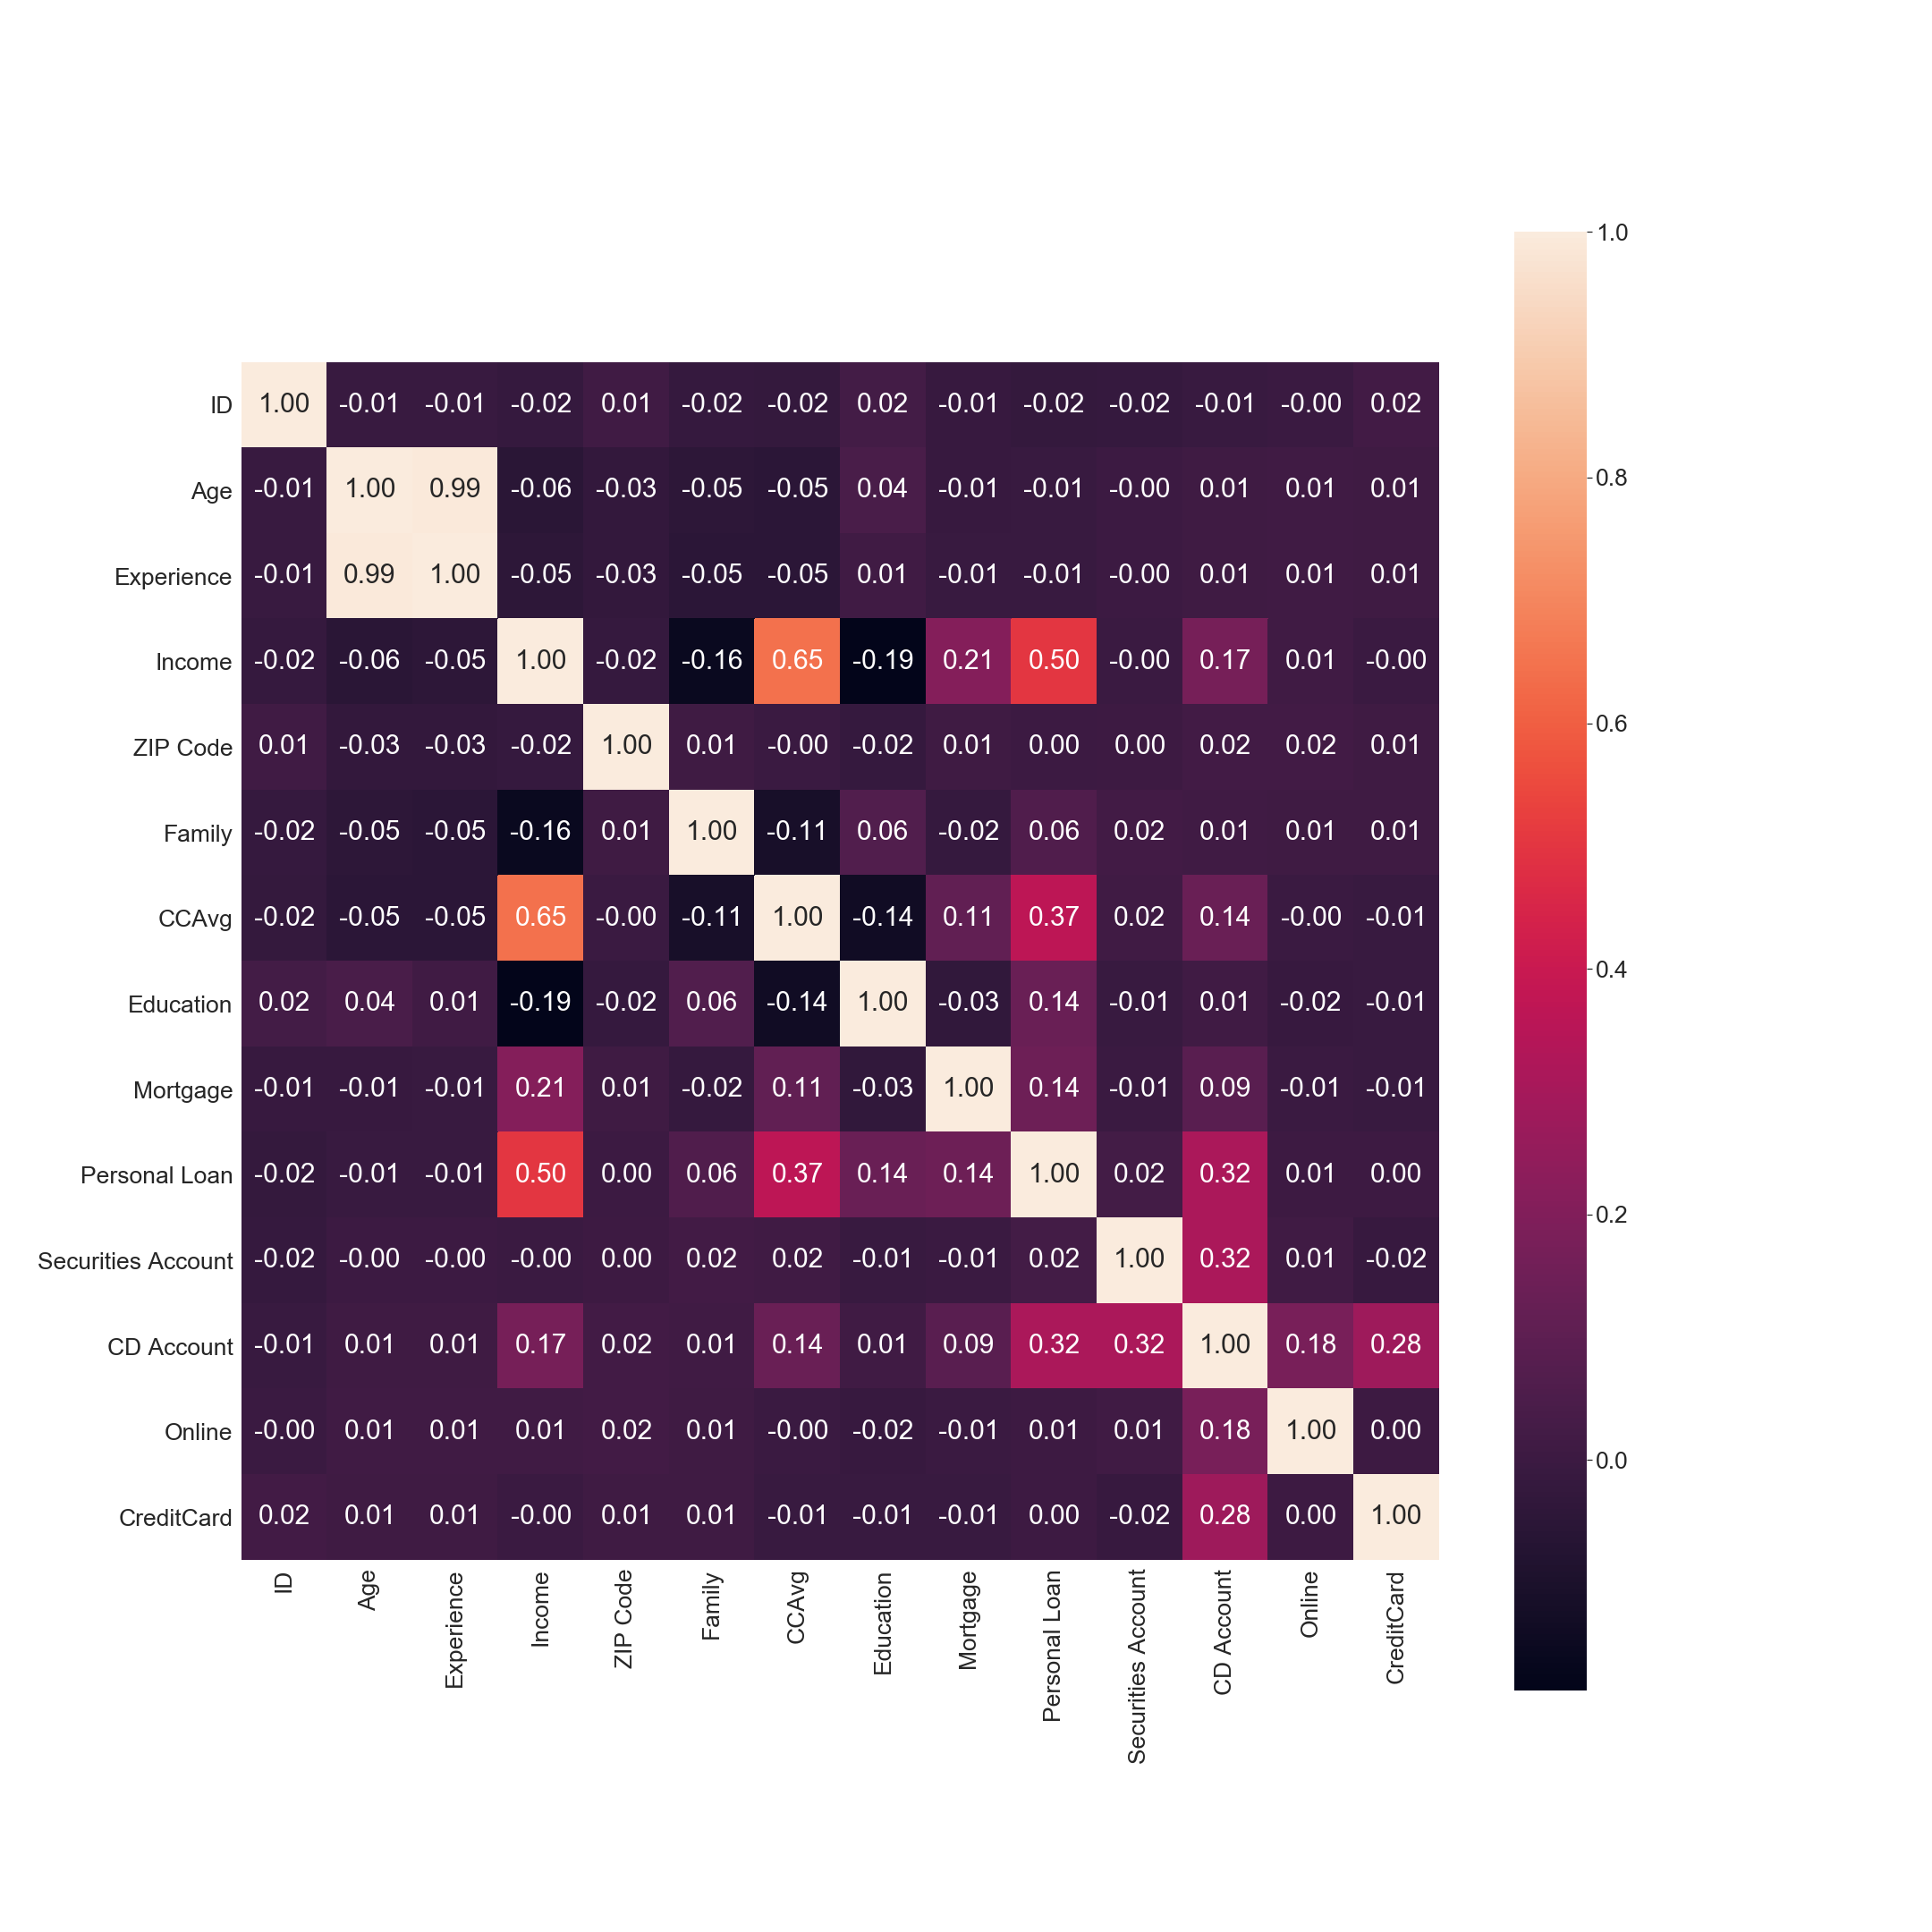 1.0
ID 1.00 -0.01 -0.01 -0.02 0.01 -0.02 -0.02 0.02 -0.01 -0.02 -0.02 -0.01 -0.00 0.02
0.8
Age -0.01 1.00 0.99 -0.06 -0.03 -0.05 -0.05 0.04 -0.01 -0.01 -0.00 0.01 0.01 0.01
Experience -0.01 0.99 1.00 -0.05 -0.03 -0.05 -0.05 0.01 -0.01 -0.01 -0.00 0.01 0.01 0.01
Income -0.02 -0.06 -0.05 1.00 -0.02 -0.16 0.65 -0.19 0.21 0.50 -0.00 0.17 0.01 -0.00
0.6
ZIP Code 0.01 -0.03 -0.03 -0.02 1.00 0.01 -0.00 -0.02 0.01 0.00 0.00 0.02 0.02 0.01
Family -0.02 -0.05 -0.05 -0.16 0.01 1.00 -0.11 0.06 -0.02 0.06 0.02 0.01 0.01 0.01
CCAvg -0.02 -0.05 -0.05 0.65 -0.00 -0.11 1.00 -0.14 0.11 0.37 0.02 0.14 -0.00 -0.01
0.4
Education 0.02 0.04 0.01 -0.19 -0.02 0.06 -0.14 1.00 -0.03 0.14 -0.01 0.01 -0.02 -0.01
Mortgage -0.01 -0.01 -0.01 0.21 0.01 -0.02 0.11 -0.03 1.00 0.14 -0.01 0.09 -0.01 -0.01
Personal Loan -0.02 -0.01 -0.01 0.50 0.00 0.06 0.37 0.14 0.14 1.00 0.02 0.32 0.01 0.00
0.2
Securities Account -0.02 -0.00 -0.00 -0.00 0.00 0.02 0.02 -0.01 -0.01 0.02 1.00 0.32 0.01 -0.02
CD Account -0.01 0.01 0.01 0.17 0.02 0.01 0.14 0.01 0.09 0.32 0.32 1.00 0.18 0.28
Online -0.00 0.01 0.01 0.01 0.02 0.01 -0.00 -0.02 -0.01 0.01 0.01 0.18 1.00 0.00
0.0
CreditCard 0.02 0.01 0.01 -0.00 0.01 0.01 -0.01 -0.01 -0.01 0.00 -0.02 0.28 0.00 1.00
ID
Age
Experience
Income
ZIP Code
Family
CCAvg
Education
Mortgage
Personal Loan
Securities Account
CD Account
Online
CreditCard